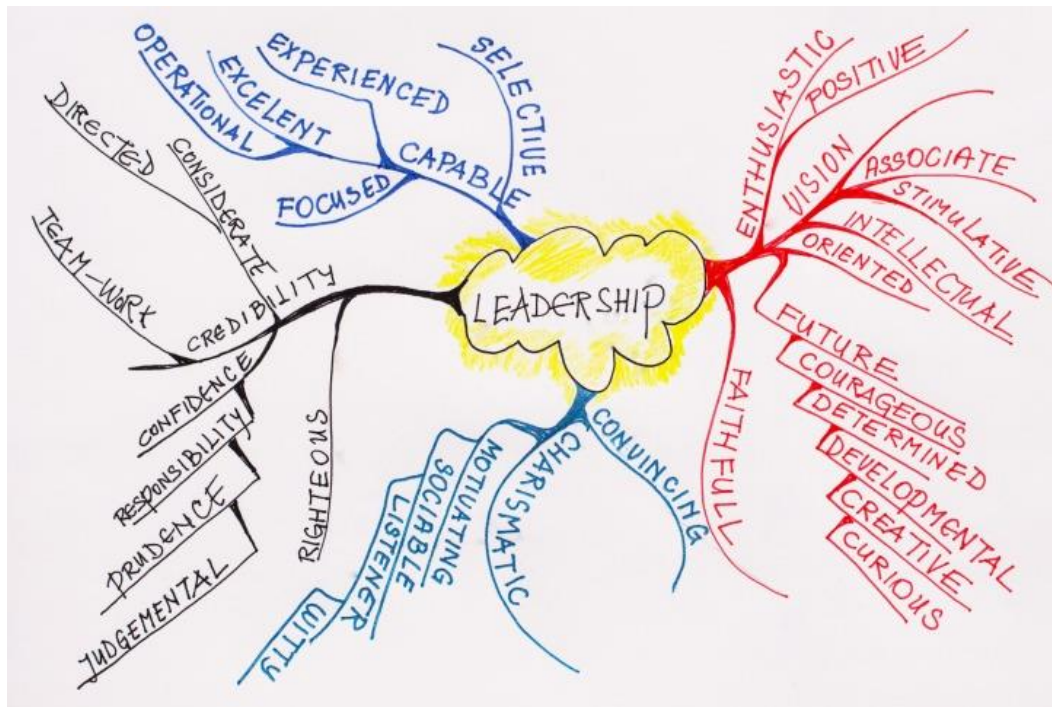 LEADERSHIP
SELECTIVE
CAPABLE
EXPERIENCED
EXCELENT
OPERATIONAL
FOCUSED
CREDIBILITY
CONSIDERATE
DIRECTED
TEAM-WORK
CONFIDENCE
RESPONSIBILITY
PRUDENCE
JUDGEMENTAL
RIGHTEOUS
CONVINCING
CHARISMATIC
MOTIVATING
SOCIABLE
LISTENER
WITTY
ENTHUSIASTIC
POSITIVE
VISION
ASSOCIATE
STIMULATIVE
INTELLECTUAL
ORIENTED
FUTURE
COURAGEOUS
DETERMINED
DEVELOPMENTAL
CREATIVE
CURIOUS
FAITHFULL